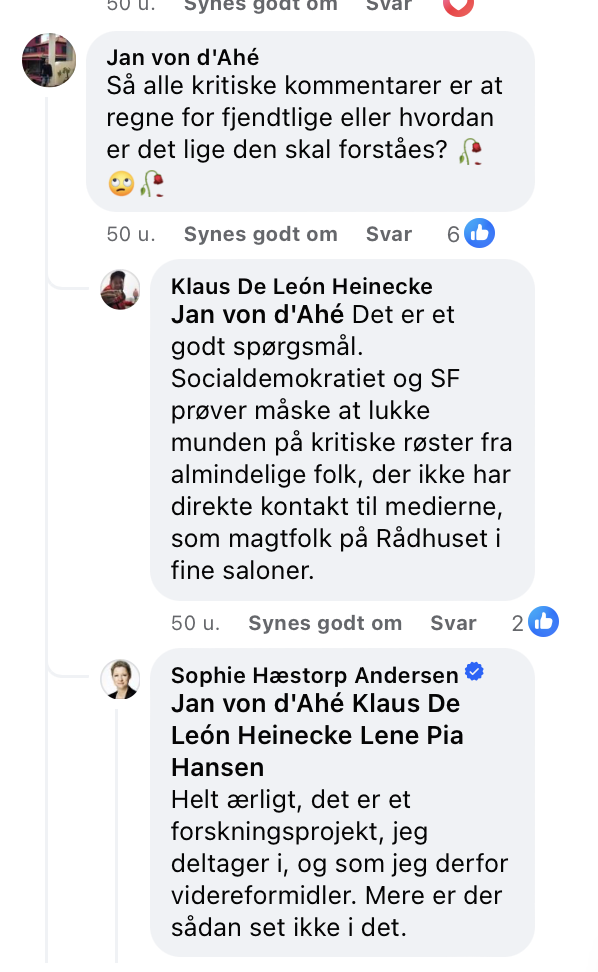 50 u. Synes godt om Svar
Jan von d'Ahé
Så alle kritiske kommentarer er at
regne for fjendtlige eller hvordan
er det lige den skal forståes? 🥀
🙄🥀
50 u. Synes godt om Svar 6
Klaus De León Heinecke
Jan von d'Ahé Det er et
godt spørgsmål.
Socialdemokratiet og SF
prøver måske at lukke
munden på kritiske røster fra
almindelige folk, der ikke har
direkte kontakt til medierne,
som magtfolk på Rådhuset i
fine saloner.
50 u. Synes godt om Svar 2
Sophie Hæstorp Andersen
Jan von d'Ahé Klaus De
León Heinecke Lene Pia
Hansen
Helt ærligt, det er et
forskningsprojekt, jeg
deltager i, og som jeg derfor
videreformidler. Mere er der
sådan set ikke i det.